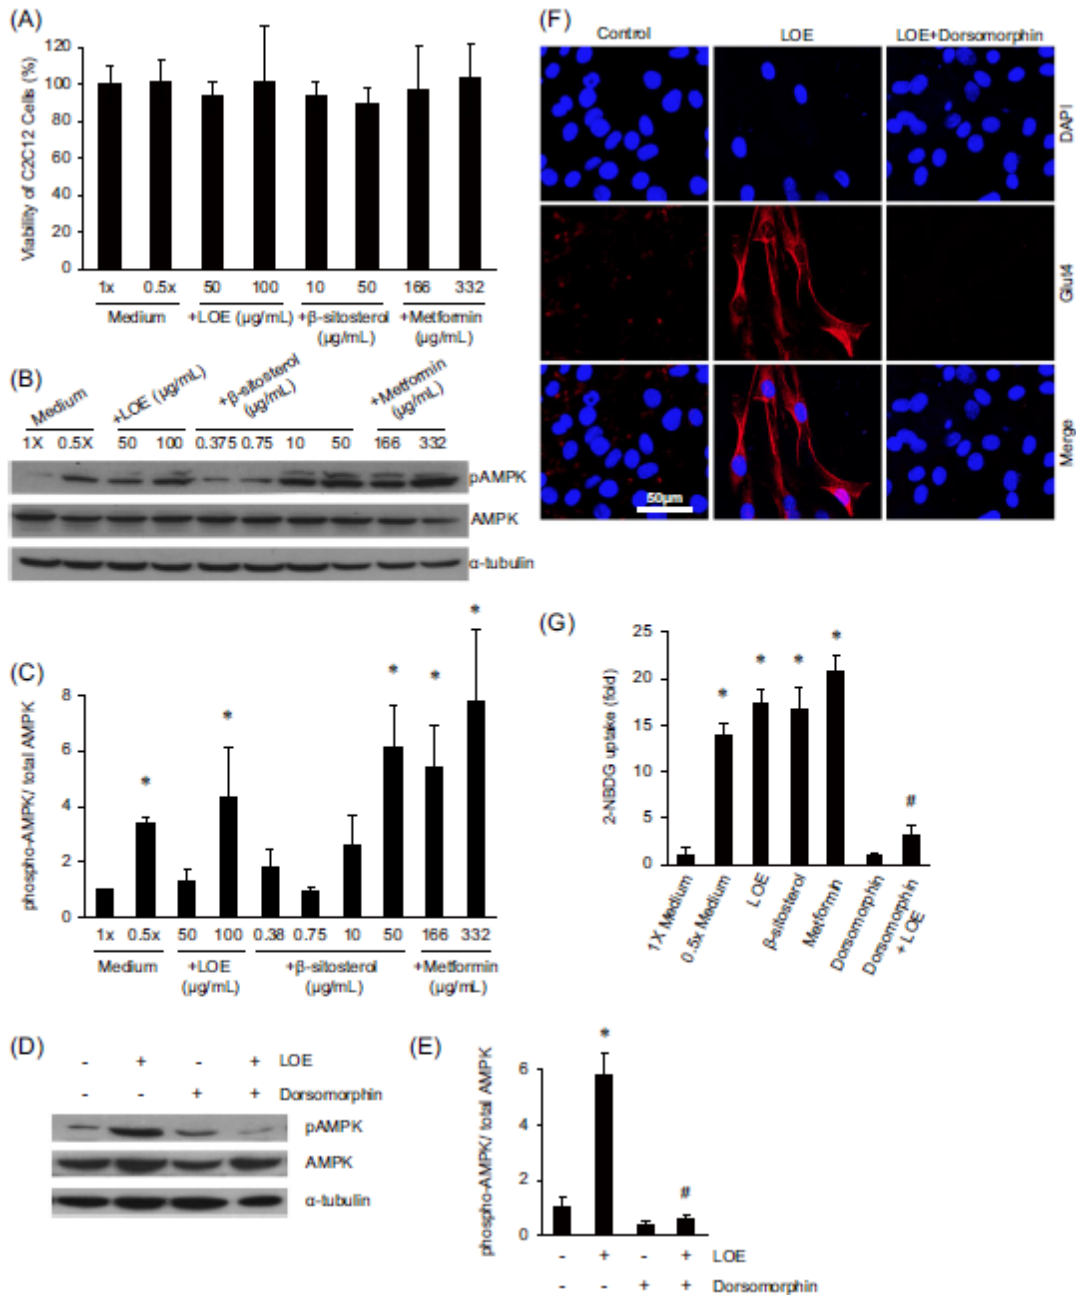 (A)
Viability of C2C12 Cells (%)
120
100
80
60
40
20
0
1x 0.5x 50 100 10 50 166 332
Medium +LOE (µg/mL) +β-sitosterol +Metformin
(µg/mL) (µg/mL)
(B)
Medium +LOE (µg/mL) +β-sitosterol (µg/mL) +Metformin (µg/mL)
1X 0.5X 50 100 0.375 0.75 10 50 166 332
pAMPK
AMPK
α-tubulin
(C)
phospho-AMPK/ total AMPK
8
6
4
2
0
* * * * *
1x 0.5x 50 100 0.38 0.75 10 50 166 332
Medium +LOE +β-sitosterol +Metformin
(µg/mL) (µg/mL) (µg/mL)
(D)
- + - + LOE
- - + + Dorsomorphin
pAMPK
AMPK
α-tubulin
(E)
phospho-AMPK/ total AMPK
6
4
2
0
* #
- + - + LOE
- - + + Dorsomorphin
(F)
Control LOE LOE+Dorsomorphin
DAPI
Glut4
Merge
50µm
(G)
2-NBDG uptake (fold)
25
20
15
10
5
0
* * * * #
1X Medium
0.5x Medium
LOE
β-sitosterol
Metformin
Dorsomorphin
Dorsomorphin
+ LOE